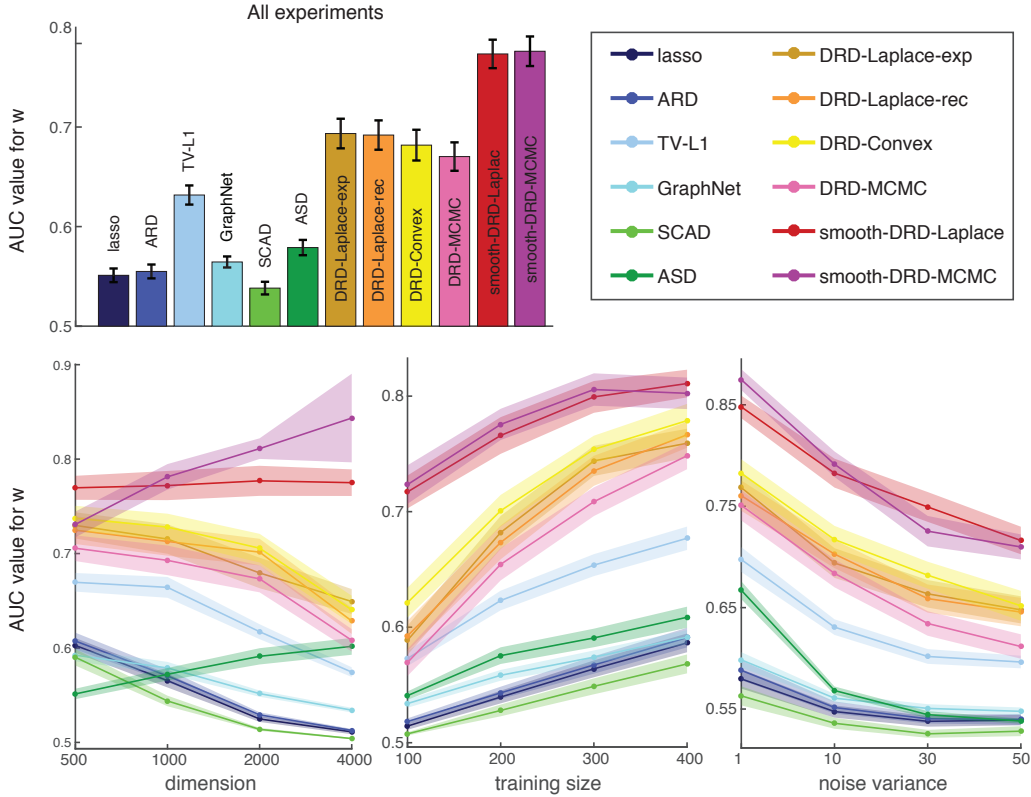 All experiments
AUC value for w
0.8
0.7
0.6
0.5
lasso
ARD
TV-L1
GraphNet
SCAD
ASD
DRD-Laplace-exp
DRD-Laplace-rec
DRD-Convex
DRD-MCMC
smooth-DRD-Laplac
smooth-DRD-MCMC
lasso
ARD
TV-L1
GraphNet
SCAD
ASD
DRD-Laplace-exp
DRD-Laplace-rec
DRD-Convex
DRD-MCMC
smooth-DRD-Laplace
smooth-DRD-MCMC
AUC value for w
0.9
0.8
0.7
0.6
0.5
500 1000 2000 4000
dimension
0.8
0.7
0.6
0.5
100 200 300 400
training size
0.85
0.75
0.65
0.55
1 10 30 50
noise variance